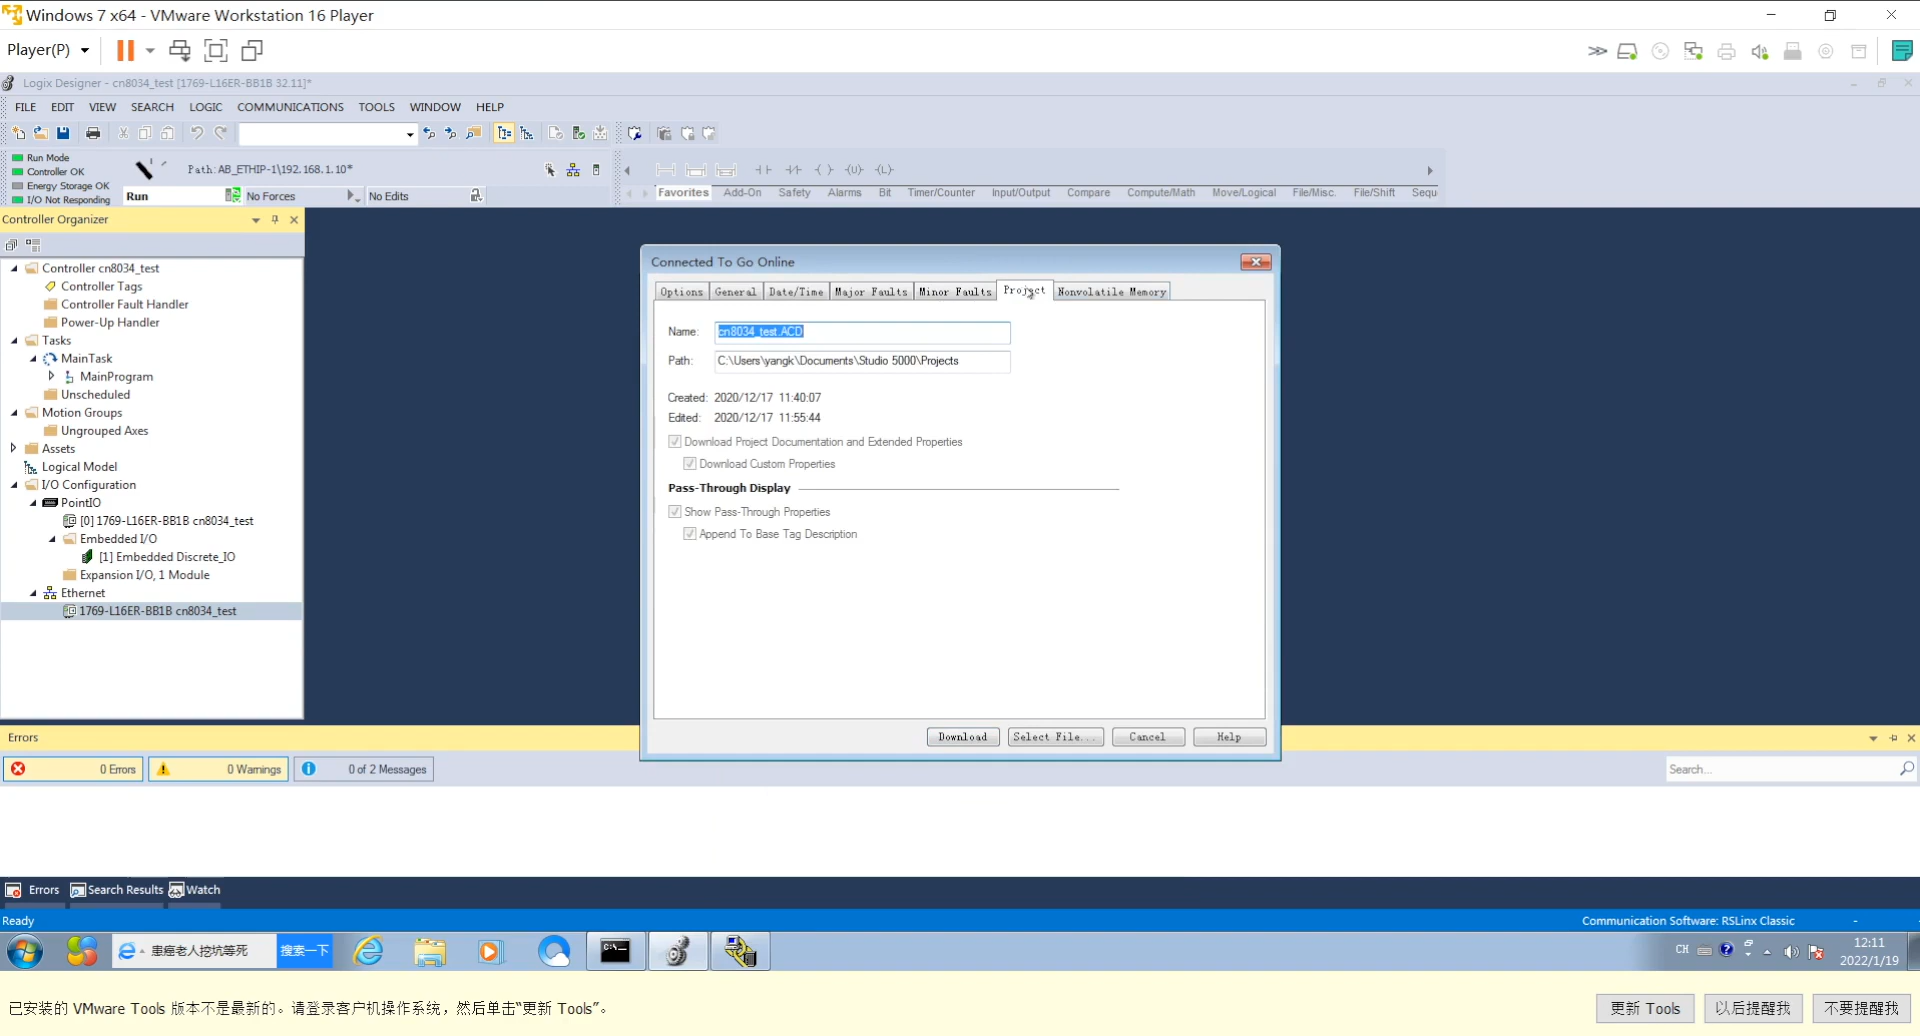 Windows 7 x64 - VMware Workstation 16 Player
Player(P)
Logix Designer - cn8034_test [1769-L16ER-BB1B 32.11]*
FILE EDIT VIEW SEARCH LOGIC COMMUNICATIONS TOOLS WINDOW HELP
Run Mode
Controller OK
Energy Storage OK
I/O Not Responding
Path: AB_ETHIP-1\192.168.1.10*
Run
No Forces
No Edits
Favorites Add-On Safety Alarms Bit Timer/Counter Input/Output Compare Compute/Math Move/Logical File/Misc. File/Shift Sequ
Controller Organizer
Controller cn8034_test
Controller Tags
Controller Fault Handler
Power-Up Handler
Tasks
MainTask
MainProgram
Unscheduled
Motion Groups
Ungrouped Axes
Assets
Logical Model
I/O Configuration
PointIO
[0] 1769-L16ER-BB1B cn8034_test
Embedded I/O
[1] Embedded Discrete_IO
Expansion I/O, 1 Module
Ethernet
1769-L16ER-BB1B cn8034_test
Connected To Go Online
Options General Date/Time Major Faults Minor Faults Project Nonvolatile Memory
Name: cn8034_test.ACD
Path: C:\Users\yangk\Documents\Studio 5000\Projects
Created: 2020/12/17 11:40:07
Edited: 2020/12/17 11:55:44
Download Project Documentation and Extended Properties
Download Custom Properties
Pass-Through Display
Show Pass-Through Properties
Append To Base Tag Description
Download Select File... Cancel Help
Errors
0 Errors 0 Warnings 0 of 2 Messages
Search...
Errors Search Results Watch
Ready
Communication Software: RSLinx Classic
患癌老人挖坑等死 搜索一下
C:\
CH
12:11
2022/1/19
已安装的 VMware Tools 版本不是最新的。请登录客户机操作系统，然后单击“更新 Tools”。
更新 Tools 以后提醒我 不要提醒我